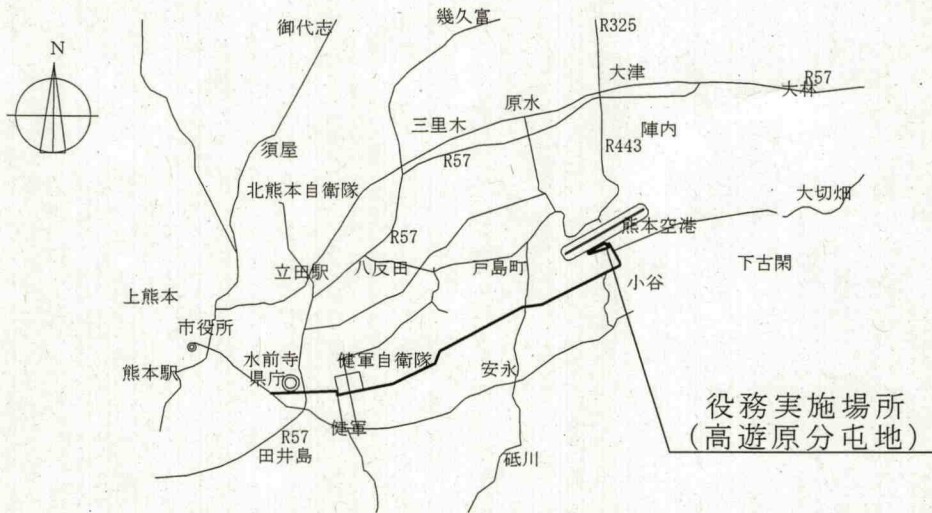 御代志
幾久富
R325
N
大津
R57
大林
原水
三里木
陣内
須屋
R57
R443
北熊本自衛隊
大切畑
熊本空港
R57
立田駅
八反田
戸島町
下古閑
小谷
上熊本
市役所
水前寺
健軍自衛隊
熊本駅
県庁
安永
役務実施場所
(高遊原分屯地)
健軍
R57
田井島
砥川